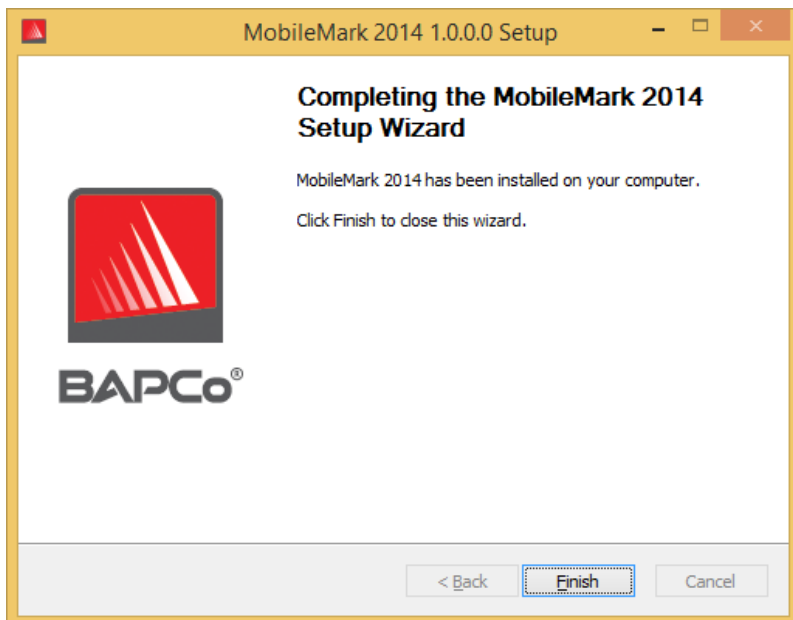 MobileMark 2014 1.0.0.0 Setup
Completing the MobileMark 2014
Setup Wizard
MobileMark 2014 has been installed on your computer.
Click Finish to close this wizard.
BAPCo®
< Back
Finish
Cancel